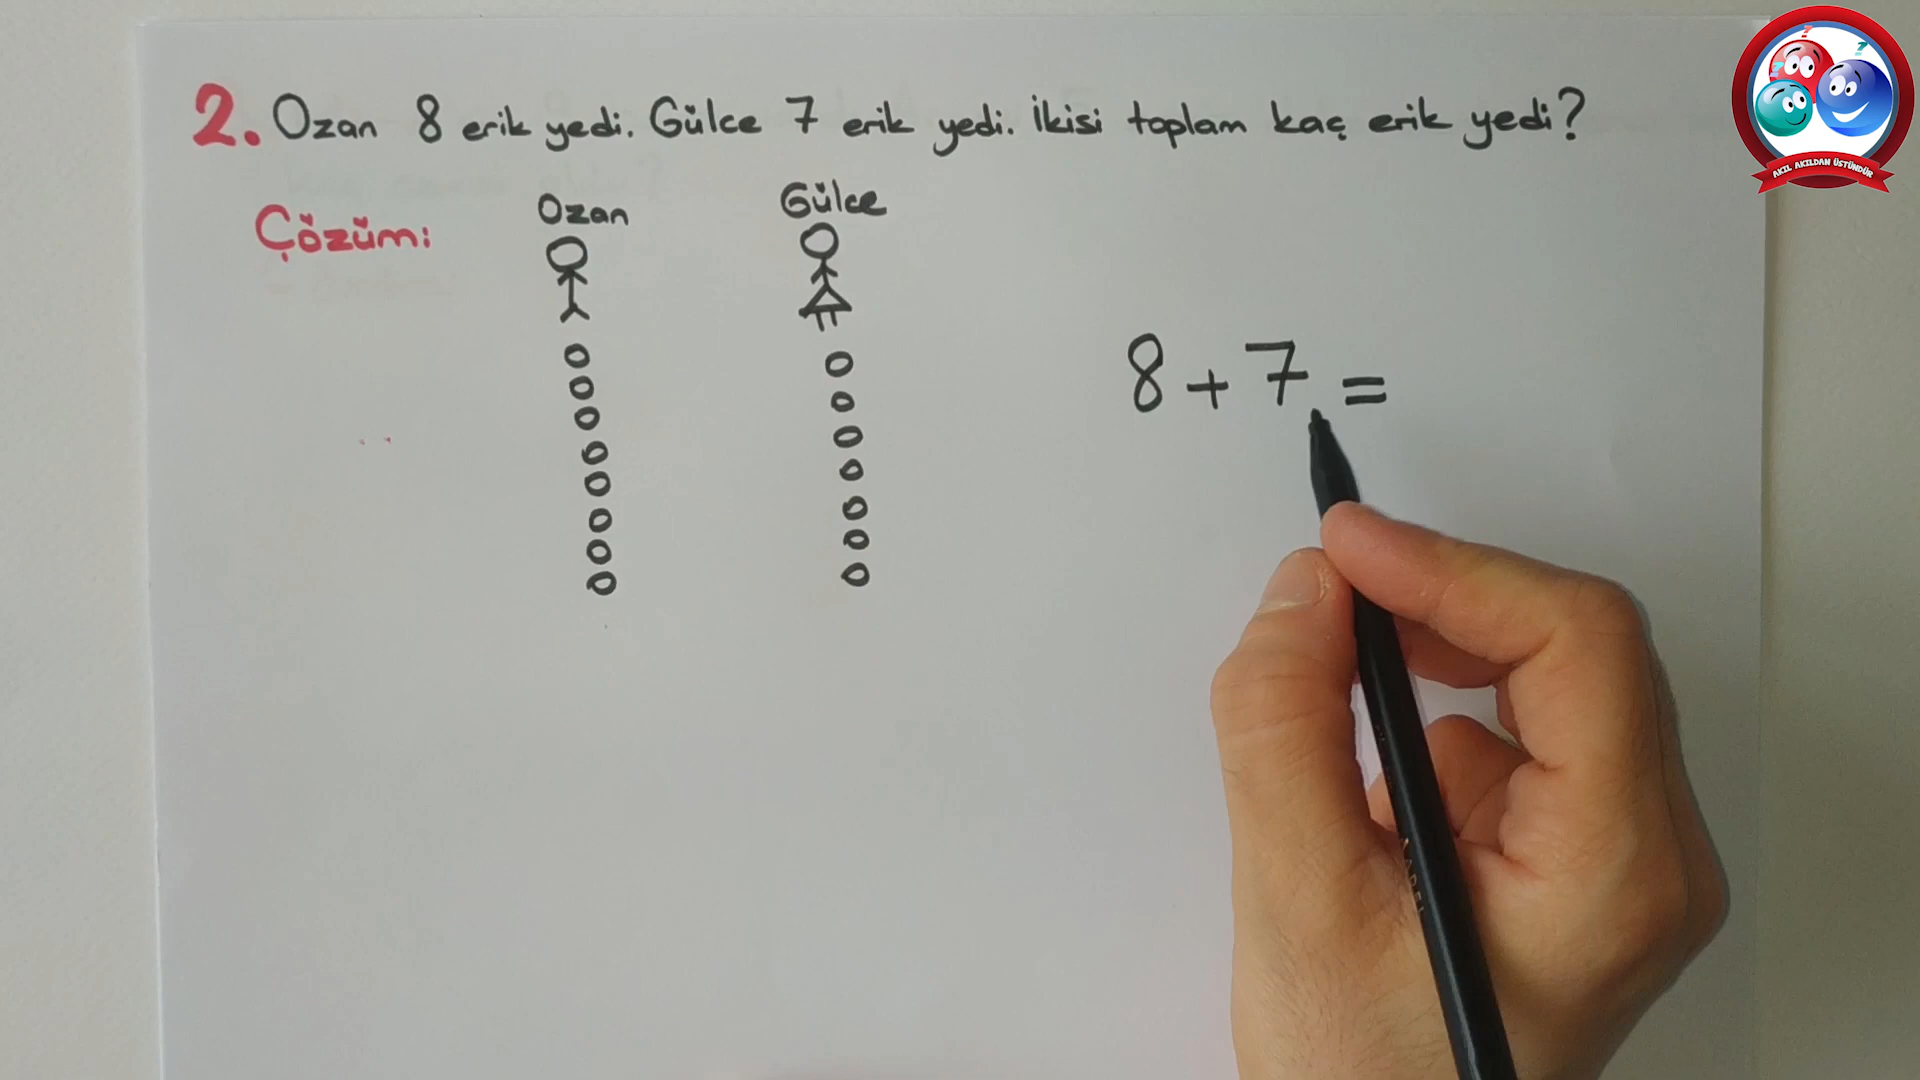 2. Ozan 8 erik yedi. Gülce 7 erik yedi. İkisi toplam kaç erik yedi?
Çözüm:
Ozan
Gülce
8 + 7 =
AKIL AKILDAN ÜSTÜNDÜR